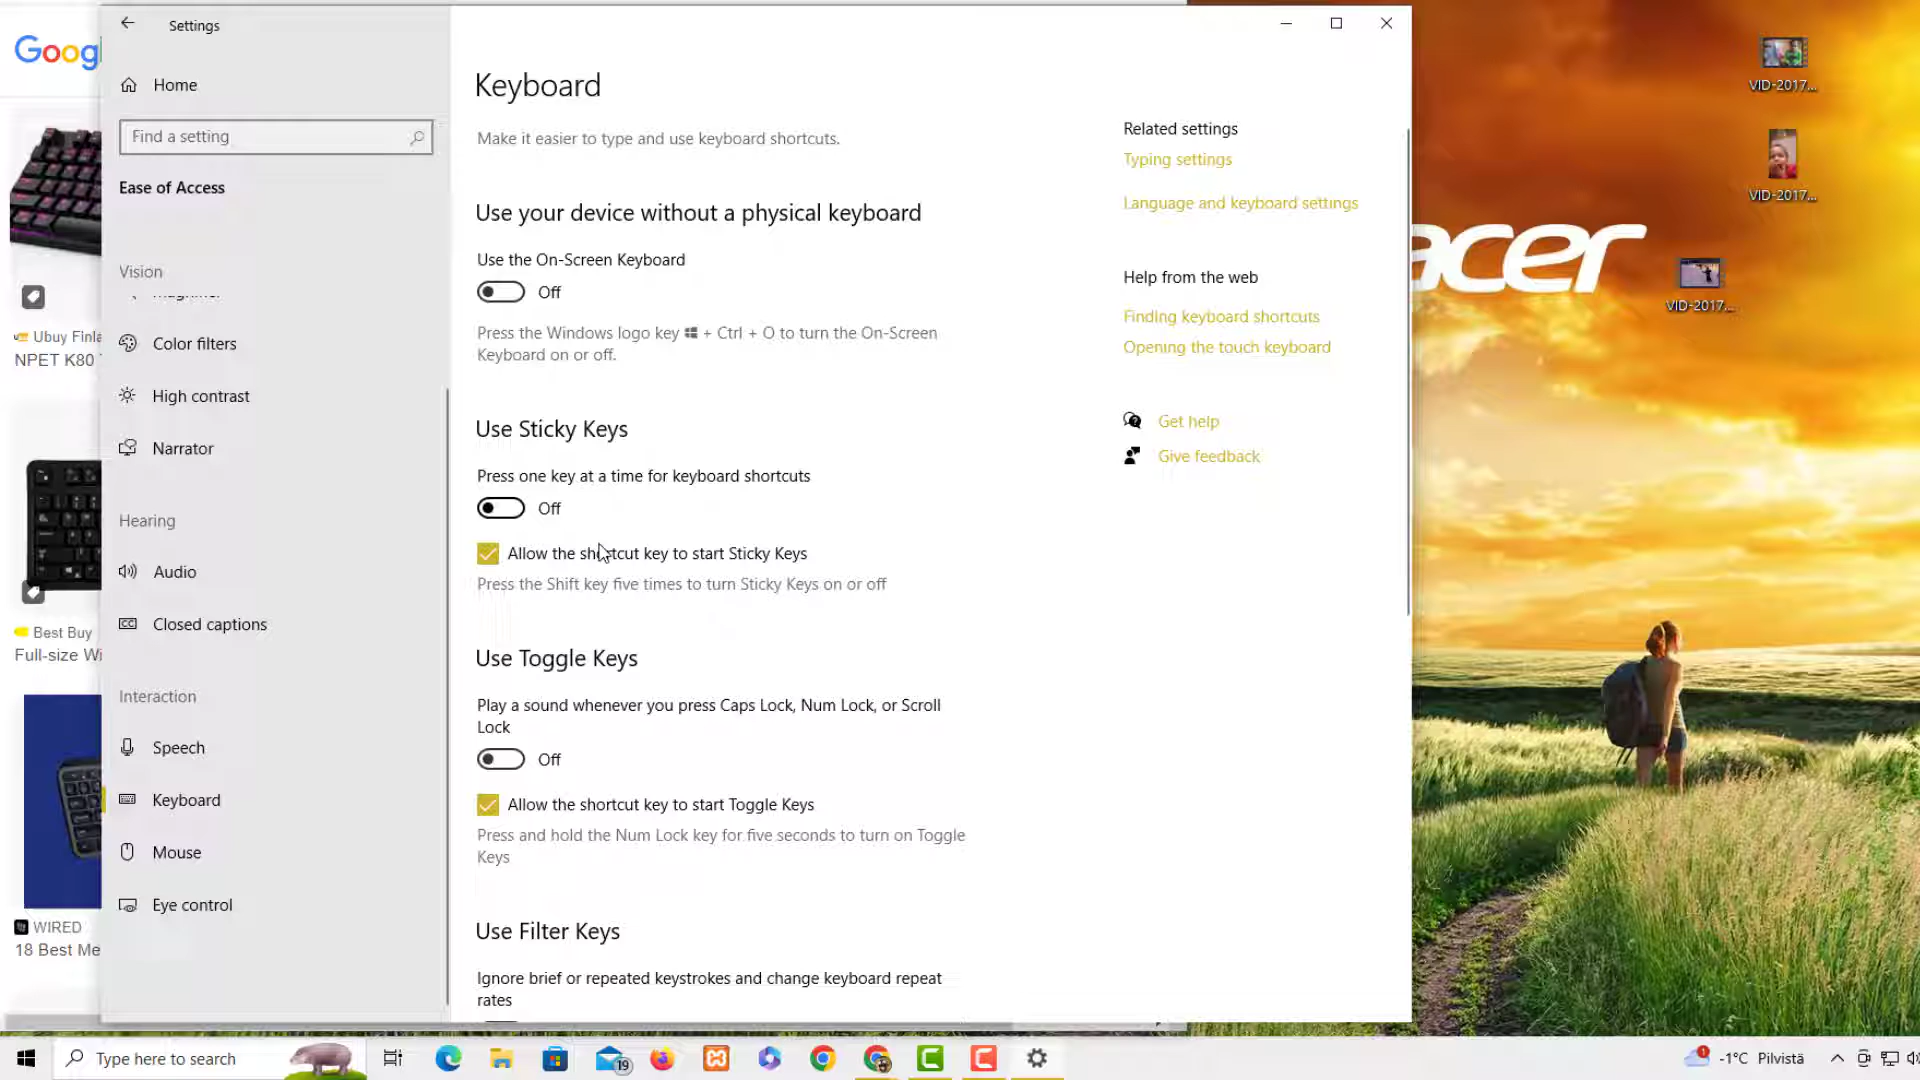 Settings
Home
Find a setting
Ease of Access
Vision
Color filters
High contrast
Narrator
Hearing
Audio
Closed captions
Interaction
Speech
Keyboard
Mouse
Eye control
Keyboard
Make it easier to type and use keyboard shortcuts.
Use your device without a physical keyboard
Use the On-Screen Keyboard
Off
Press the Windows logo key + Ctrl + O to turn the On-Screen
Keyboard on or off.
Use Sticky Keys
Press one key at a time for keyboard shortcuts
Off
Allow the shortcut key to start Sticky Keys
Press the Shift key five times to turn Sticky Keys on or off
Use Toggle Keys
Play a sound whenever you press Caps Lock, Num Lock, or Scroll
Lock
Off
Allow the shortcut key to start Toggle Keys
Press and hold the Num Lock key for five seconds to turn on Toggle
Keys
Use Filter Keys
Ignore brief or repeated keystrokes and change keyboard repeat
rates
Related settings
Typing settings
Language and keyboard settings
Help from the web
Finding keyboard shortcuts
Opening the touch keyboard
Get help
Give feedback
Goog
Ubuy Finla
NPET K80
Best Buy
Full-size Wi
WIRED
18 Best Me
acer
VID-2017...
VID-2017...
VID-2017...
Type here to search
19
1
-1°C Pilvistä